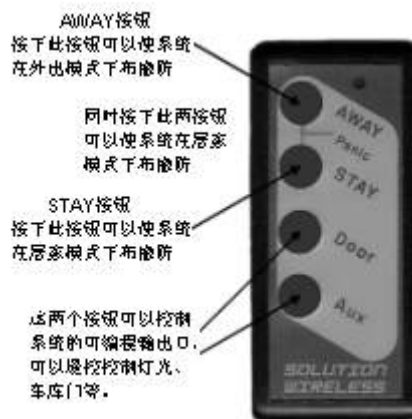 AWAY按钮
按下此按钮可以使系统
在外出模式下布撤防
同时按下此两按钮
可以使系统在居家
模式下布撤防
STAY按钮
按下此按钮可以使系统
在居家模式下布撤防
这两个按钮可以控制
系统的可编程输出口,
可以遥控控制灯光、
车库门等。
AWAY
Panic
STAY
Door
Aux
SOLUTION
WIRELESS